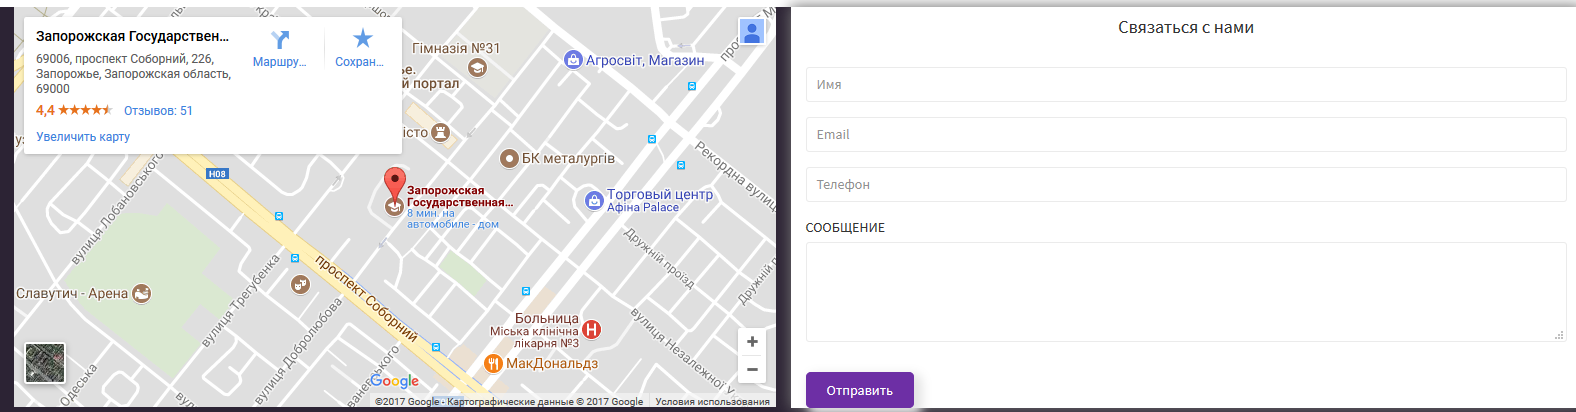 Запорожская Государствен...
69006, проспект Соборний, 226,
Запорожье, Запорожская область,
69000
4,4
Отзывов: 51
Увеличить карту
Маршру...
Сохран...
Гімназія №31
Агросвіт, Магазин
й портал
істо
БК металургів
Рекордна вулиця
H08
Запорожская
Государственная...
8 мин. на
автомобиле - дом
Торговый центр
Афіна Palace
вулиця Лобановського
Дружній проїзд
проспект Соборний
вулиця Трегубенка
Славутич - Арена
вулиця Добролюбова
Больница
Міська клінічна
лікарня №3
МакДональдз
вулиця Незалежної
Одеська
Google
©2017 Google - Картографические данные © 2017 Google
Условия использования
Связаться с нами
Имя
Email
Телефон
СООБЩЕНИЕ
Отправить